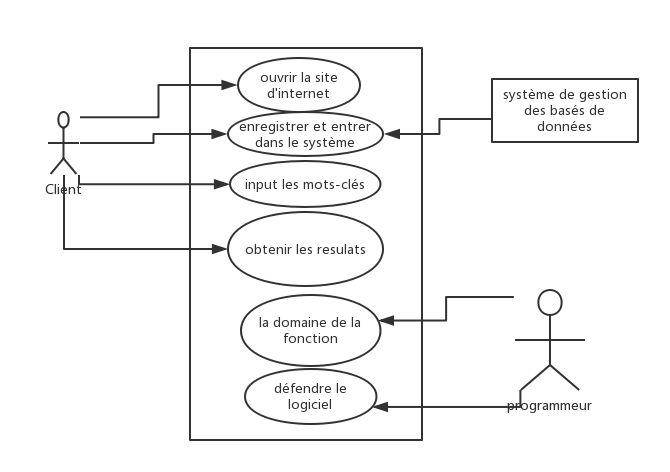 ouvrir la site
d'internet
enregistrer et entrer
dans le système
input les mots-clés
obtenir les resulats
la domaine de la
fonction
défendre le
logiciel
Client
système de gestion
des basés de
données
programmeur